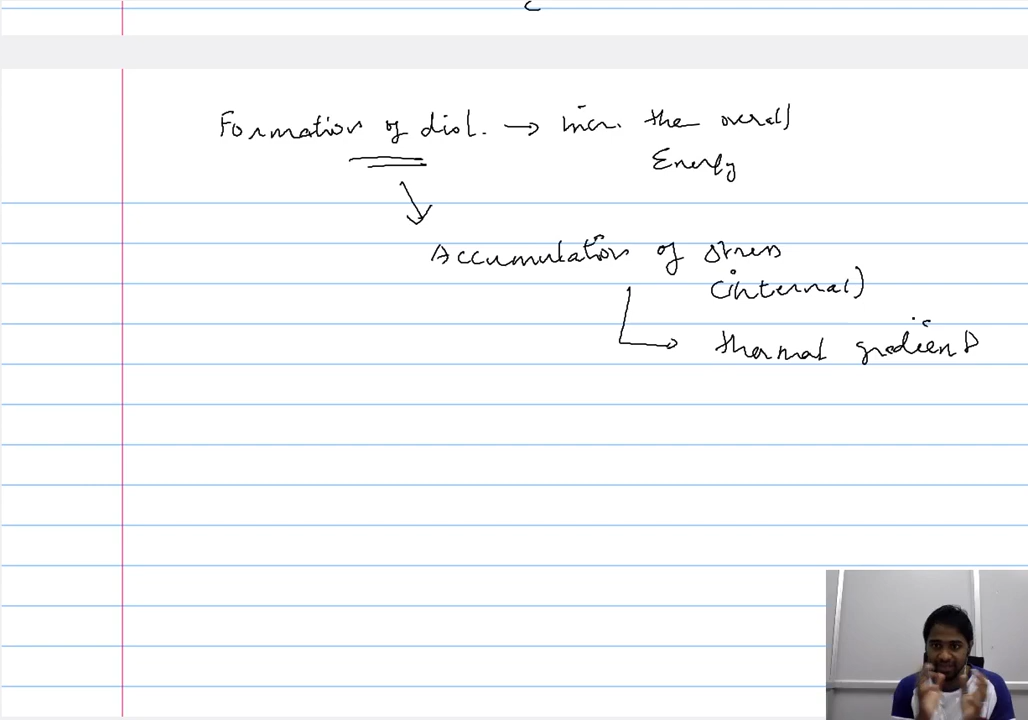 Formation of disl. → incr. the overall
Energy
Accumulation of stress
(internal)
thermal gradient